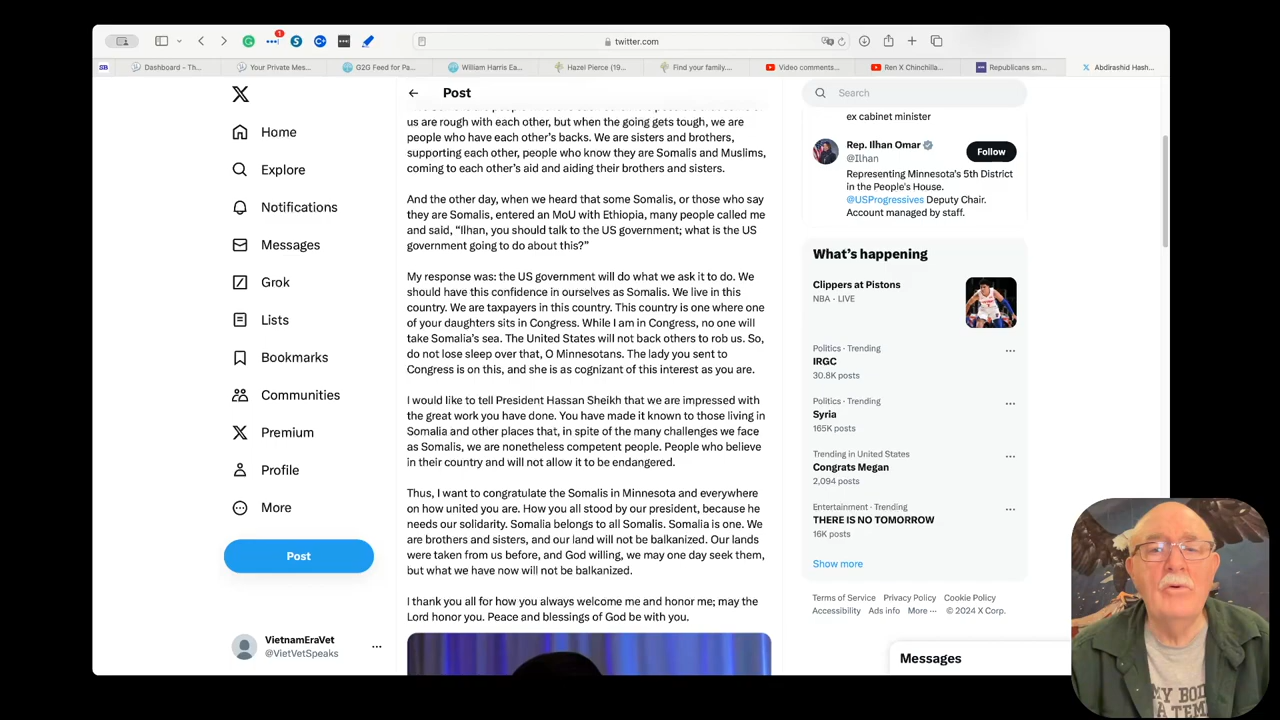 twitter.com
1
SB
Dashboard – Th...
Your Private Mes...
G2G Feed for Pa...
William Harris Ea...
Hazel Pierce (19...
Find your family....
Video comments...
Ren X Chinchilla...
Republicans sm...
Abdirashid Hash...
Home
Explore
Notifications
Messages
Grok
Lists
Bookmarks
Communities
Premium
Profile
More
Post
VietnamEraVet
@VietVetSpeaks
Post
us are rough with each other, but when the going gets tough, we are
people who have each other's backs. We are sisters and brothers,
supporting each other, people who know they are Somalis and Muslims,
coming to each other's aid and aiding their brothers and sisters.
And the other day, when we heard that some Somalis, or those who say
they are Somalis, entered an MoU with Ethiopia, many people called me
and said, “Ilhan, you should talk to the US government; what is the US
government going to do about this?”
My response was: the US government will do what we ask it to do. We
should have this confidence in ourselves as Somalis. We live in this
country. We are taxpayers in this country. This country is one where one
of your daughters sits in Congress. While I am in Congress, no one will
take Somalia's sea. The United States will not back others to rob us. So,
do not lose sleep over that, O Minnesotans. The lady you sent to
Congress is on this, and she is as cognizant of this interest as you are.
I would like to tell President Hassan Sheikh that we are impressed with
the great work you have done. You have made it known to those living in
Somalia and other places that, in spite of the many challenges we face
as Somalis, we are nonetheless competent people. People who believe
in their country and will not allow it to be endangered.
Thus, I want to congratulate the Somalis in Minnesota and everywhere
on how united you are. How you all stood by our president, because he
needs our solidarity. Somalia belongs to all Somalis. Somalia is one. We
are brothers and sisters, and our land will not be balkanized. Our lands
were taken from us before, and God willing, we may one day seek them,
but what we have now will not be balkanized.
I thank you all for how you always welcome me and honor me; may the
Lord honor you. Peace and blessings of God be with you.
Search
ex cabinet minister
Rep. Ilhan Omar
@Ilhan
Follow
Representing Minnesota's 5th District
in the People's House.
@USProgressives Deputy Chair.
Account managed by staff.
What's happening
Clippers at Pistons
NBA · LIVE
Politics · Trending
IRGC
30.8K posts
Politics · Trending
Syria
165K posts
Trending in United States
Congrats Megan
2,094 posts
Entertainment · Trending
THERE IS NO TOMORROW
16K posts
Show more
Terms of Service Privacy Policy Cookie Policy
Accessibility Ads info More ··· © 2024 X Corp.
Messages
MY BODY
A TEM